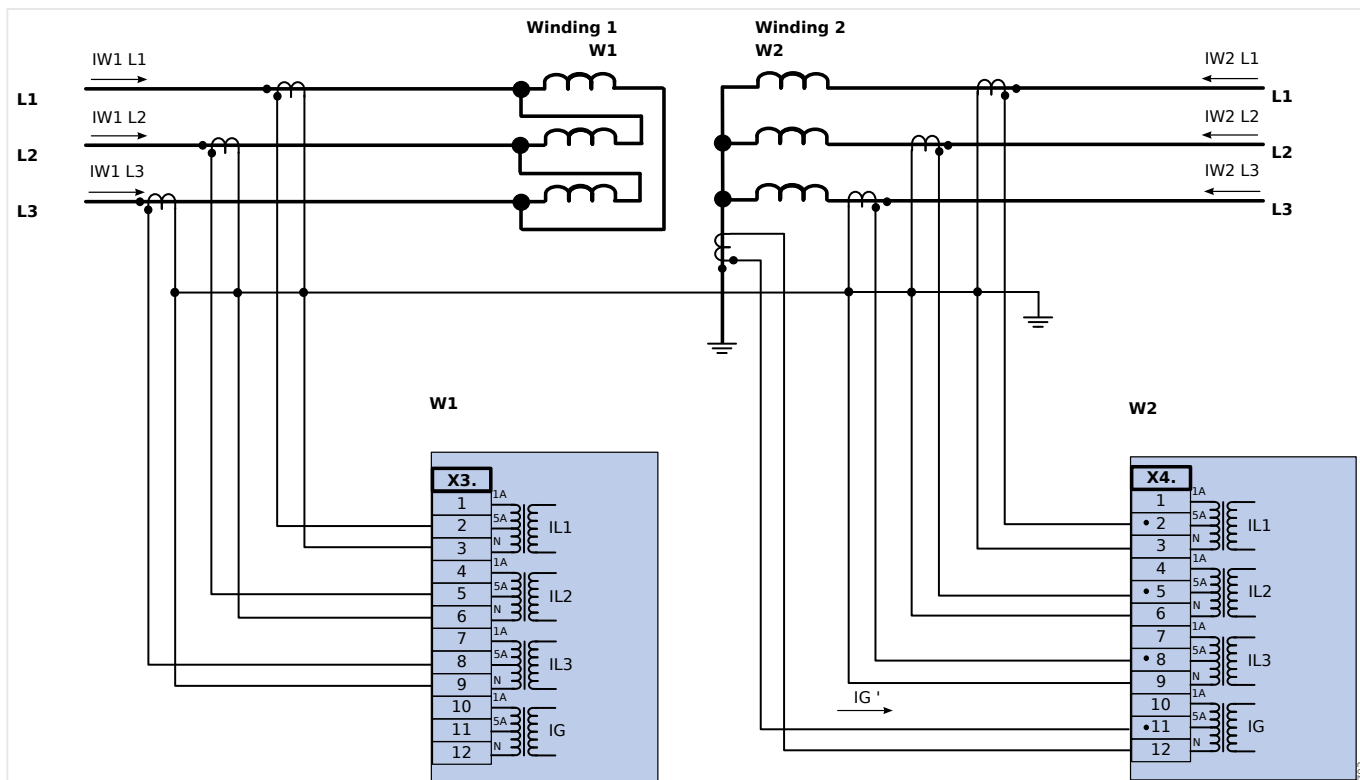 Winding 1
W1
Winding 2
W2
IW1 L1
L1
IW1 L2
L2
IW1 L3
L3
IW2 L1
L1
IW2 L2
L2
IW2 L3
L3
W1
X3.
1 1A
2 5A IL1
3 N
4 1A
5 5A IL2
6 N
7 1A
8 5A IL3
9 N
10 1A
11 5A IG
12 N
IG '
W2
X4.
1 1A
• 2 5A IL1
3 N
4 1A
• 5 5A IL2
6 N
7 1A
• 8 5A IL3
9 N
10 1A
•11 5A IG
12 N